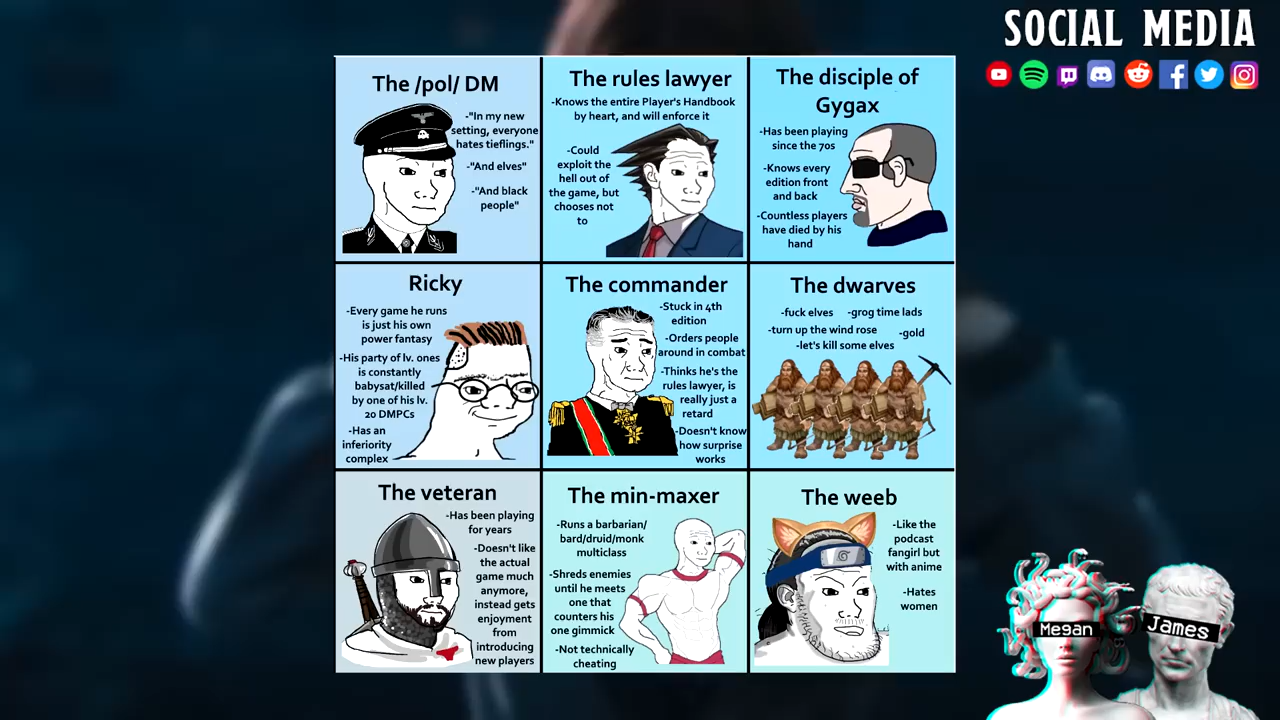 SOCIAL MEDIA
The /pol/ DM
-"In my new
setting, everyone
hates tieflings."
-"And elves"
-"And black
people"
The rules lawyer
-Knows the entire Player's Handbook
by heart, and will enforce it
-Could
exploit the
hell out of
the game, but
chooses not
to
The disciple of
Gygax
-Has been playing
since the 70s
-Knows every
edition front
and back
-Countless players
have died by his
hand
Ricky
-Every game he runs
is just his own
power fantasy
-His party of lv. ones
is constantly
babysat/killed
by one of his lv.
20 DMPCs
-Has an
inferiority
complex
The commander
-Stuck in 4th
edition
-Orders people
around in combat
-Thinks he's the
rules lawyer, is
really just a
retard
-Doesn't know
how surprise
works
The dwarves
-fuck elves -grog time lads
-turn up the wind rose -gold
-let's kill some elves
The veteran
-Has been playing
for years
-Doesn't like
the actual
game much
anymore,
instead gets
enjoyment
from
introducing
new players
The min-maxer
-Runs a barbarian/
bard/druid/monk
multiclass
-Shreds enemies
until he meets
one that
counters his
one gimmick
-Not technically
cheating
The weeb
-Like the
podcast
fangirl but
with anime
-Hates
women
Megan
James